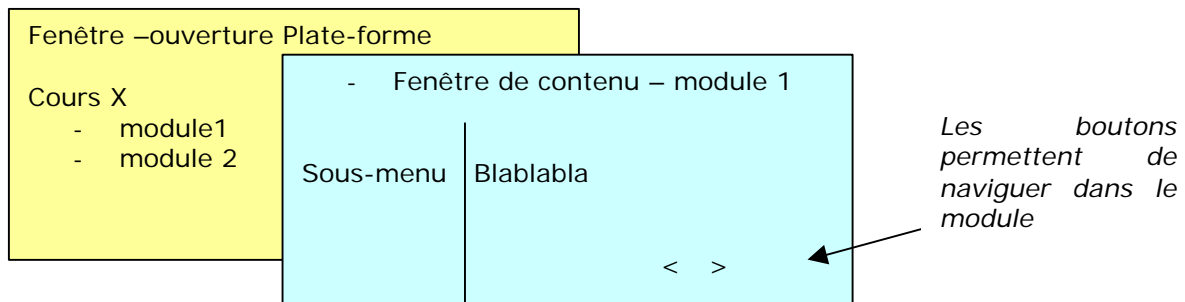 Fenêtre –ouverture Plate-forme
Cours X
- module1
- module 2
- Fenêtre de contenu – module 1
Sous-menu
Blablabla
< >
Les boutons
permettent de
naviguer dans le
module